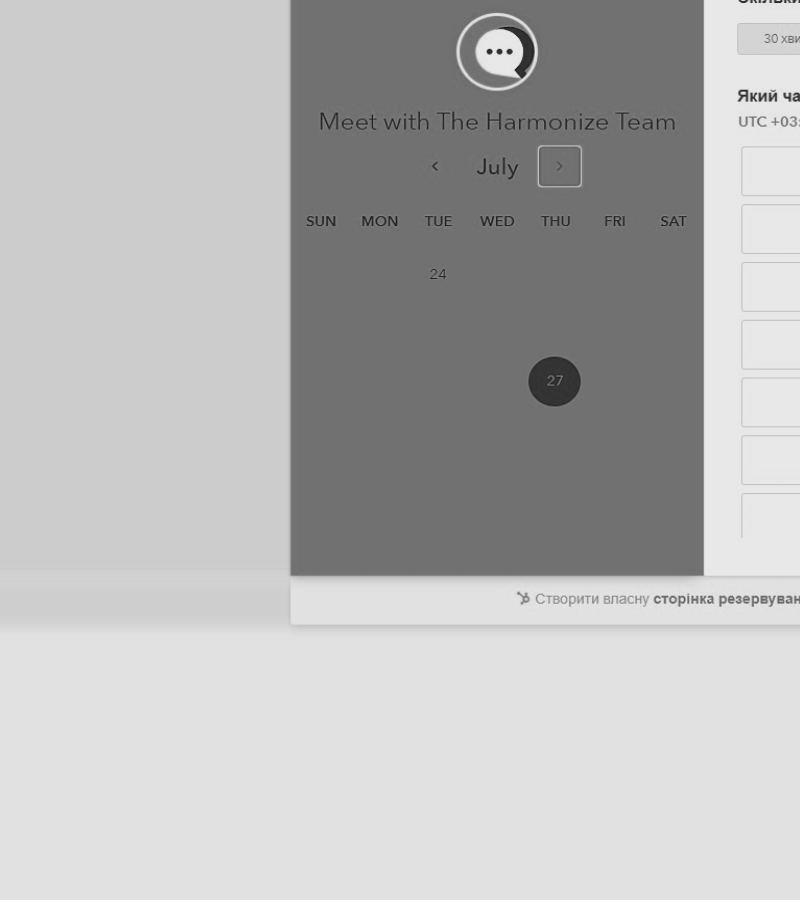 30 хви
Meet with The Harmonize Team
July
SUN MON TUE WED THU FRI SAT
24
27
Який ча
UTC +03:
Створити власну сторінка резервуван